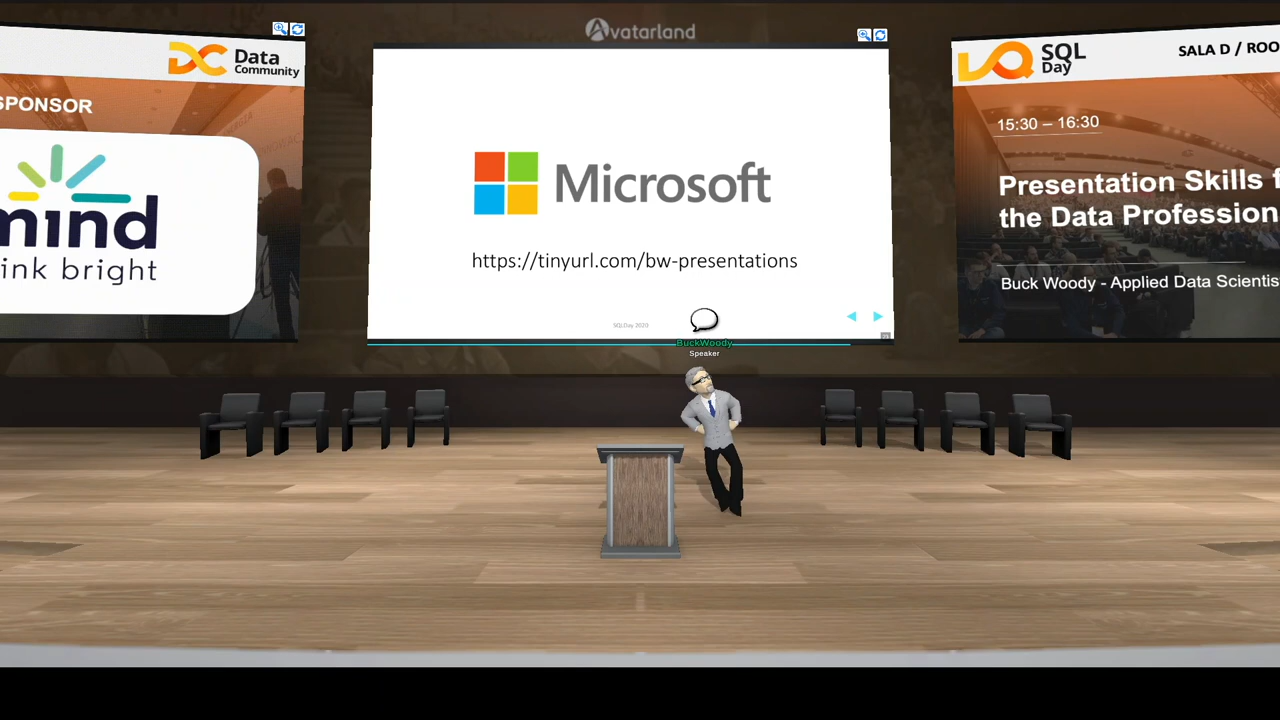 Avatarland
Data
Community
SPONSOR
mind
ink bright
Microsoft
https://tinyurl.com/bw-presentations
SQLDay 2020
BuckWoody
Speaker
SQL
Day
SALA D / ROO
15:30 – 16:30
Presentation Skills f
the Data Profession
Buck Woody - Applied Data Scientis